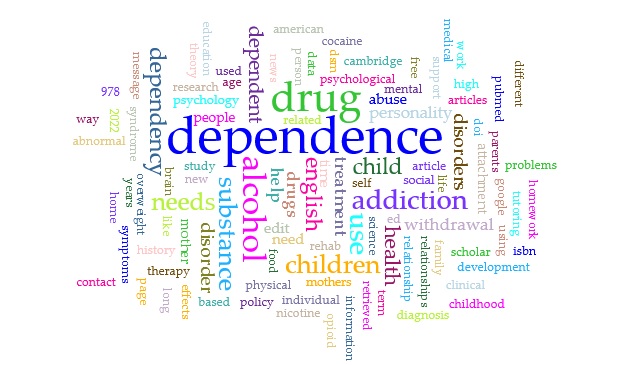 education
american
medical
theory
dependent
news
person
data
dsm
cocaine
work
cambridge
free
support
different
dependency
message
used
age
psychological
mental
high
pubmed
978
research
psychology
drug
abuse
articles
way
2022
syndrome
people
related
personality
doi
abnormal
dependence
disorders
parents
brain
study
new
alcohol
help
drugs
english
time
treatment
child
article
attachment
problems
years
overweight
self
social
life
google
using
tutoring
homework
home
needs
substance
addiction
like
mother
disorder
edit
need
use
science
ed
health
withdrawal
symptoms
history
rehab
relationship
relationships
family
scholar
isbn
therapy
food
children
development
contact
page
long
effects
based
physical
policy
mothers
individual
nicotine
opioid
information
retrieved
term
diagnosis
clinical
childhood